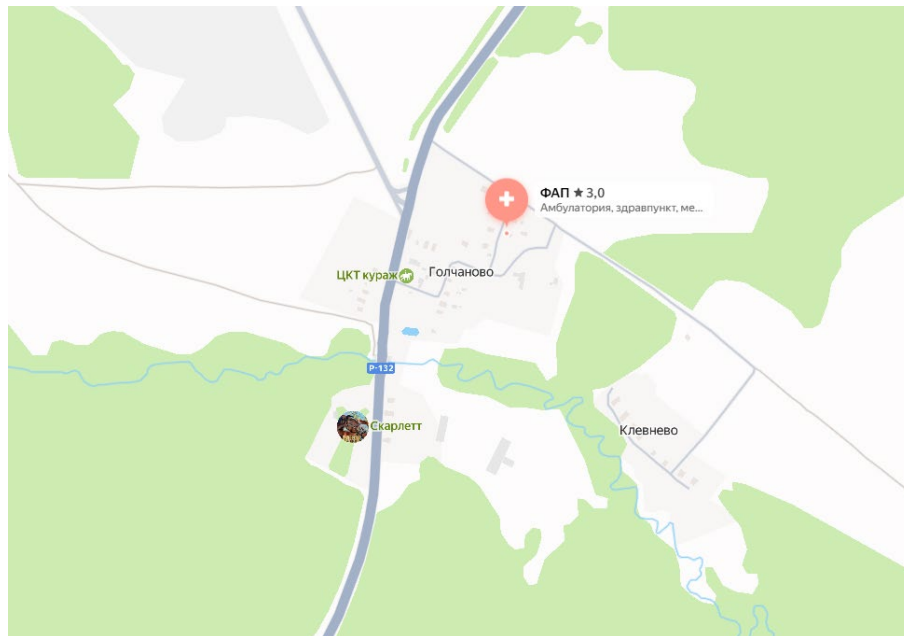 ФАП ★ 3,0
Амбулатория, здравпункт, ме...
Голчаново
ЦКТ кураж
Р-132
Скарлетт
Клевнево